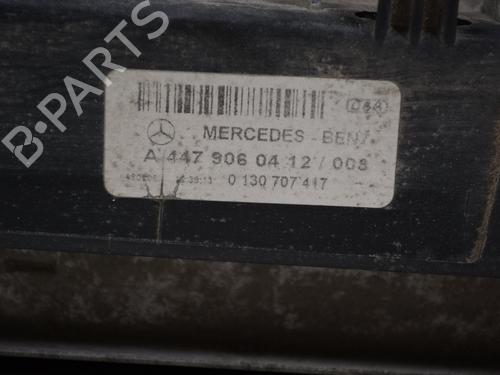 MERCEDES - BENZ
A 447 906 04 12 / 008
0 130 707 417
B-PARTS